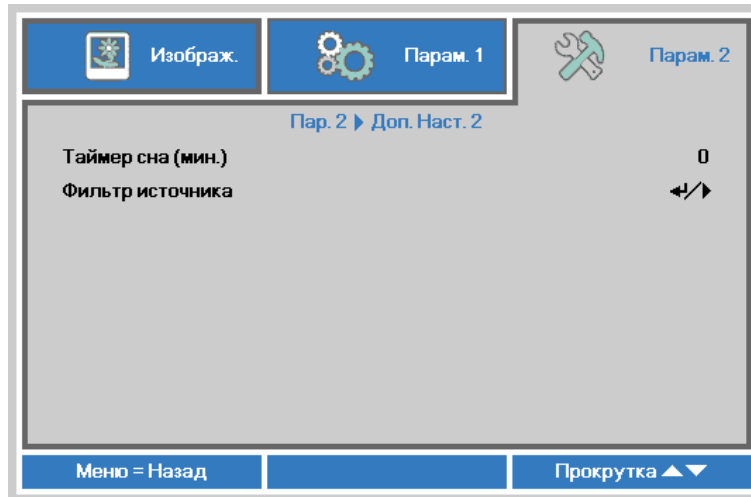 Изображ. Парам. 1 Парам. 2
Пар. 2 ▶ Доп. Наст. 2
Таймер сна (мин.) 0
Фильтр источника ↵/▶
Меню = Назад Прокрутка ▲▼